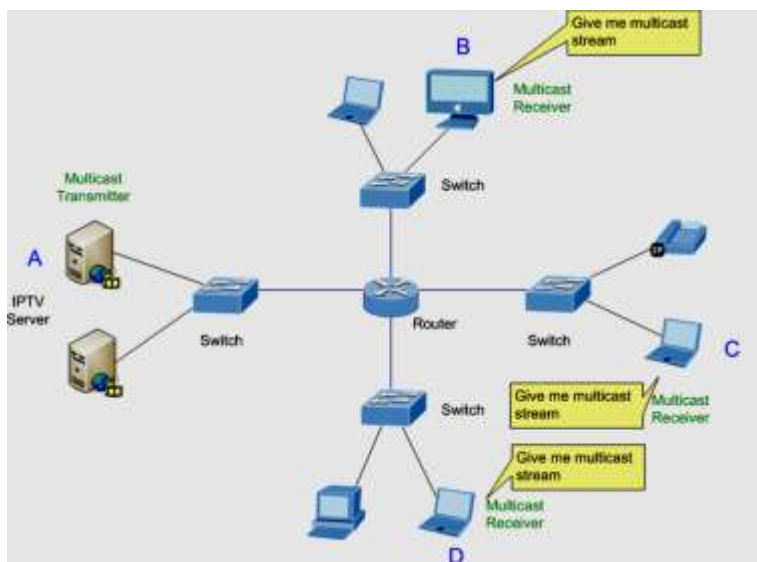 Give me multicast
stream
B
Multicast
Receiver
Switch
Multicast
Transmitter
A
IPTV
Server
Switch
Router
IP
Switch
C
Give me multicast
stream
Multicast
Receiver
Switch
Give me multicast
stream
Multicast
Receiver
D